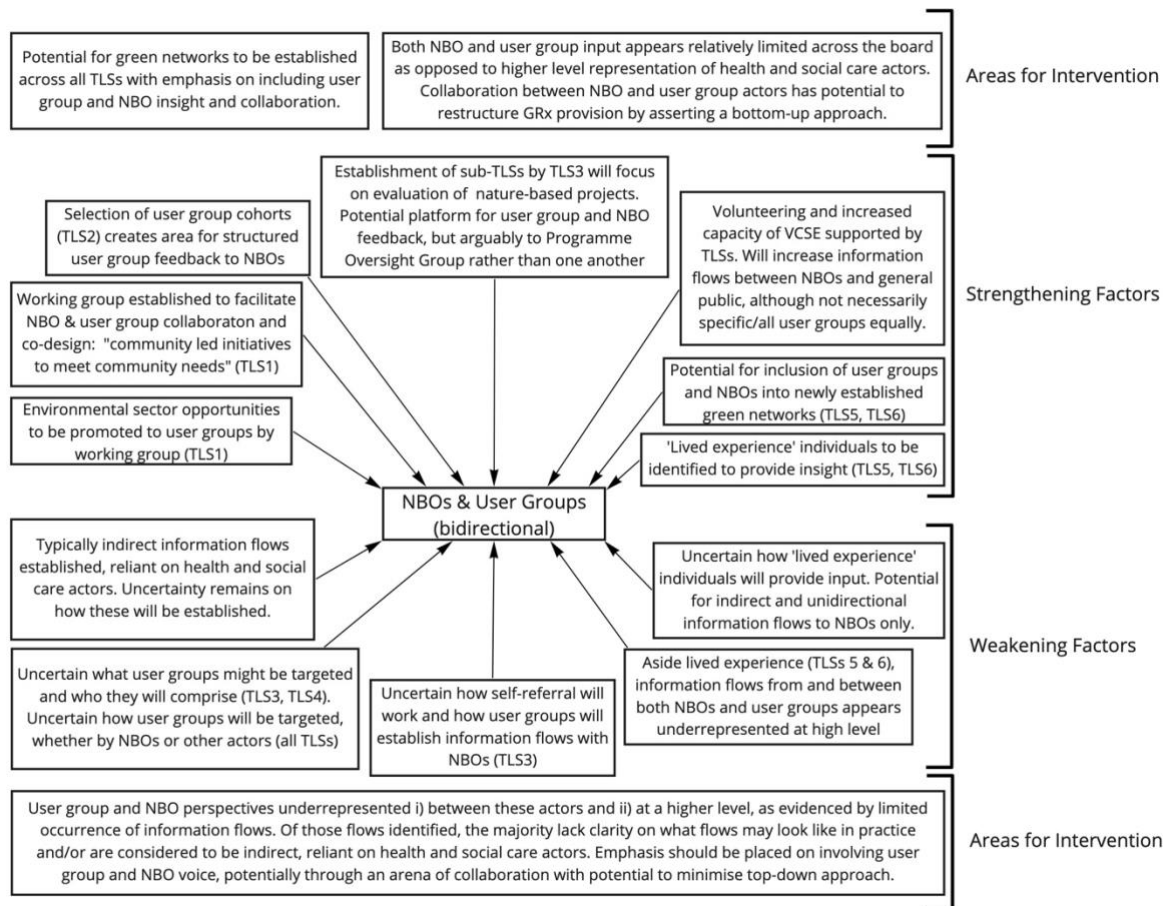 Potential for green networks to be established
across all TLSs with emphasis on including user
group and NBO insight and collaboration.
Both NBO and user group input appears relatively limited across the board
as opposed to higher level representation of health and social care actors.
Collaboration between NBO and user group actors has potential to
restructure GRx provision by asserting a bottom-up approach.
Areas for Intervention
Establishment of sub-TLSs by TLS3 will focus
on evaluation of nature-based projects.
Potential platform for user group and NBO
feedback, but arguably to Programme
Oversight Group rather than one another
Selection of user group cohorts
(TLS2) creates area for structured
user group feedback to NBOs
Volunteering and increased
capacity of VCSE supported by
TLSs. Will increase information
flows between NBOs and general
public, although not necessarily
specific/all user groups equally.
Strengthening Factors
Working group established to facilitate
NBO & user group collaboraton and
co-design: "community led initiatives
to meet community needs" (TLS1)
Potential for inclusion of user groups
and NBOs into newly established
green networks (TLS5, TLS6)
Environmental sector opportunities
to be promoted to user groups by
working group (TLS1)
'Lived experience' individuals to be
identified to provide insight (TLS5, TLS6)
NBOs & User Groups
(bidirectional)
Typically indirect information flows
established, reliant on health and social
care actors. Uncertainty remains on
how these will be established.
Uncertain how 'lived experience'
individuals will provide input. Potential
for indirect and unidirectional
information flows to NBOs only.
Weakening Factors
Uncertain what user groups might be targeted
and who they will comprise (TLS3, TLS4).
Uncertain how user groups will be targeted,
whether by NBOs or other actors (all TLSs)
Uncertain how self-referral will
work and how user groups will
establish information flows with
NBOs (TLS3)
Aside lived experience (TLSs 5 & 6),
information flows from and between
both NBOs and user groups appears
underrepresented at high level
User group and NBO perspectives underrepresented i) between these actors and ii) at a higher level, as evidenced by limited
occurrence of information flows. Of those flows identified, the majority lack clarity on what flows may look like in practice
and/or are considered to be indirect, reliant on health and social care actors. Emphasis should be placed on involving user
group and NBO voice, potentially through an arena of collaboration with potential to minimise top-down approach.
Areas for Intervention